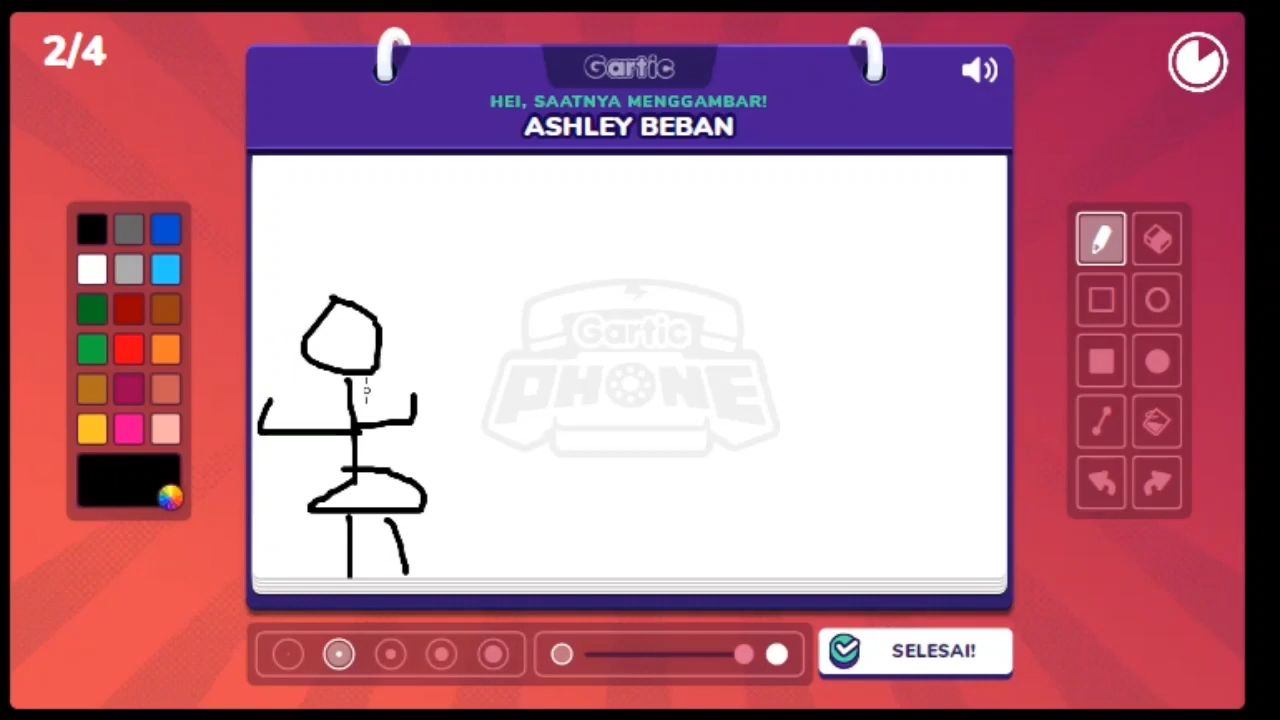 2/4
Gartic
HEI, SAATNYA MENGGAMBAR!
ASHLEY BEBAN
Gartic
PHONE
SELESAI!